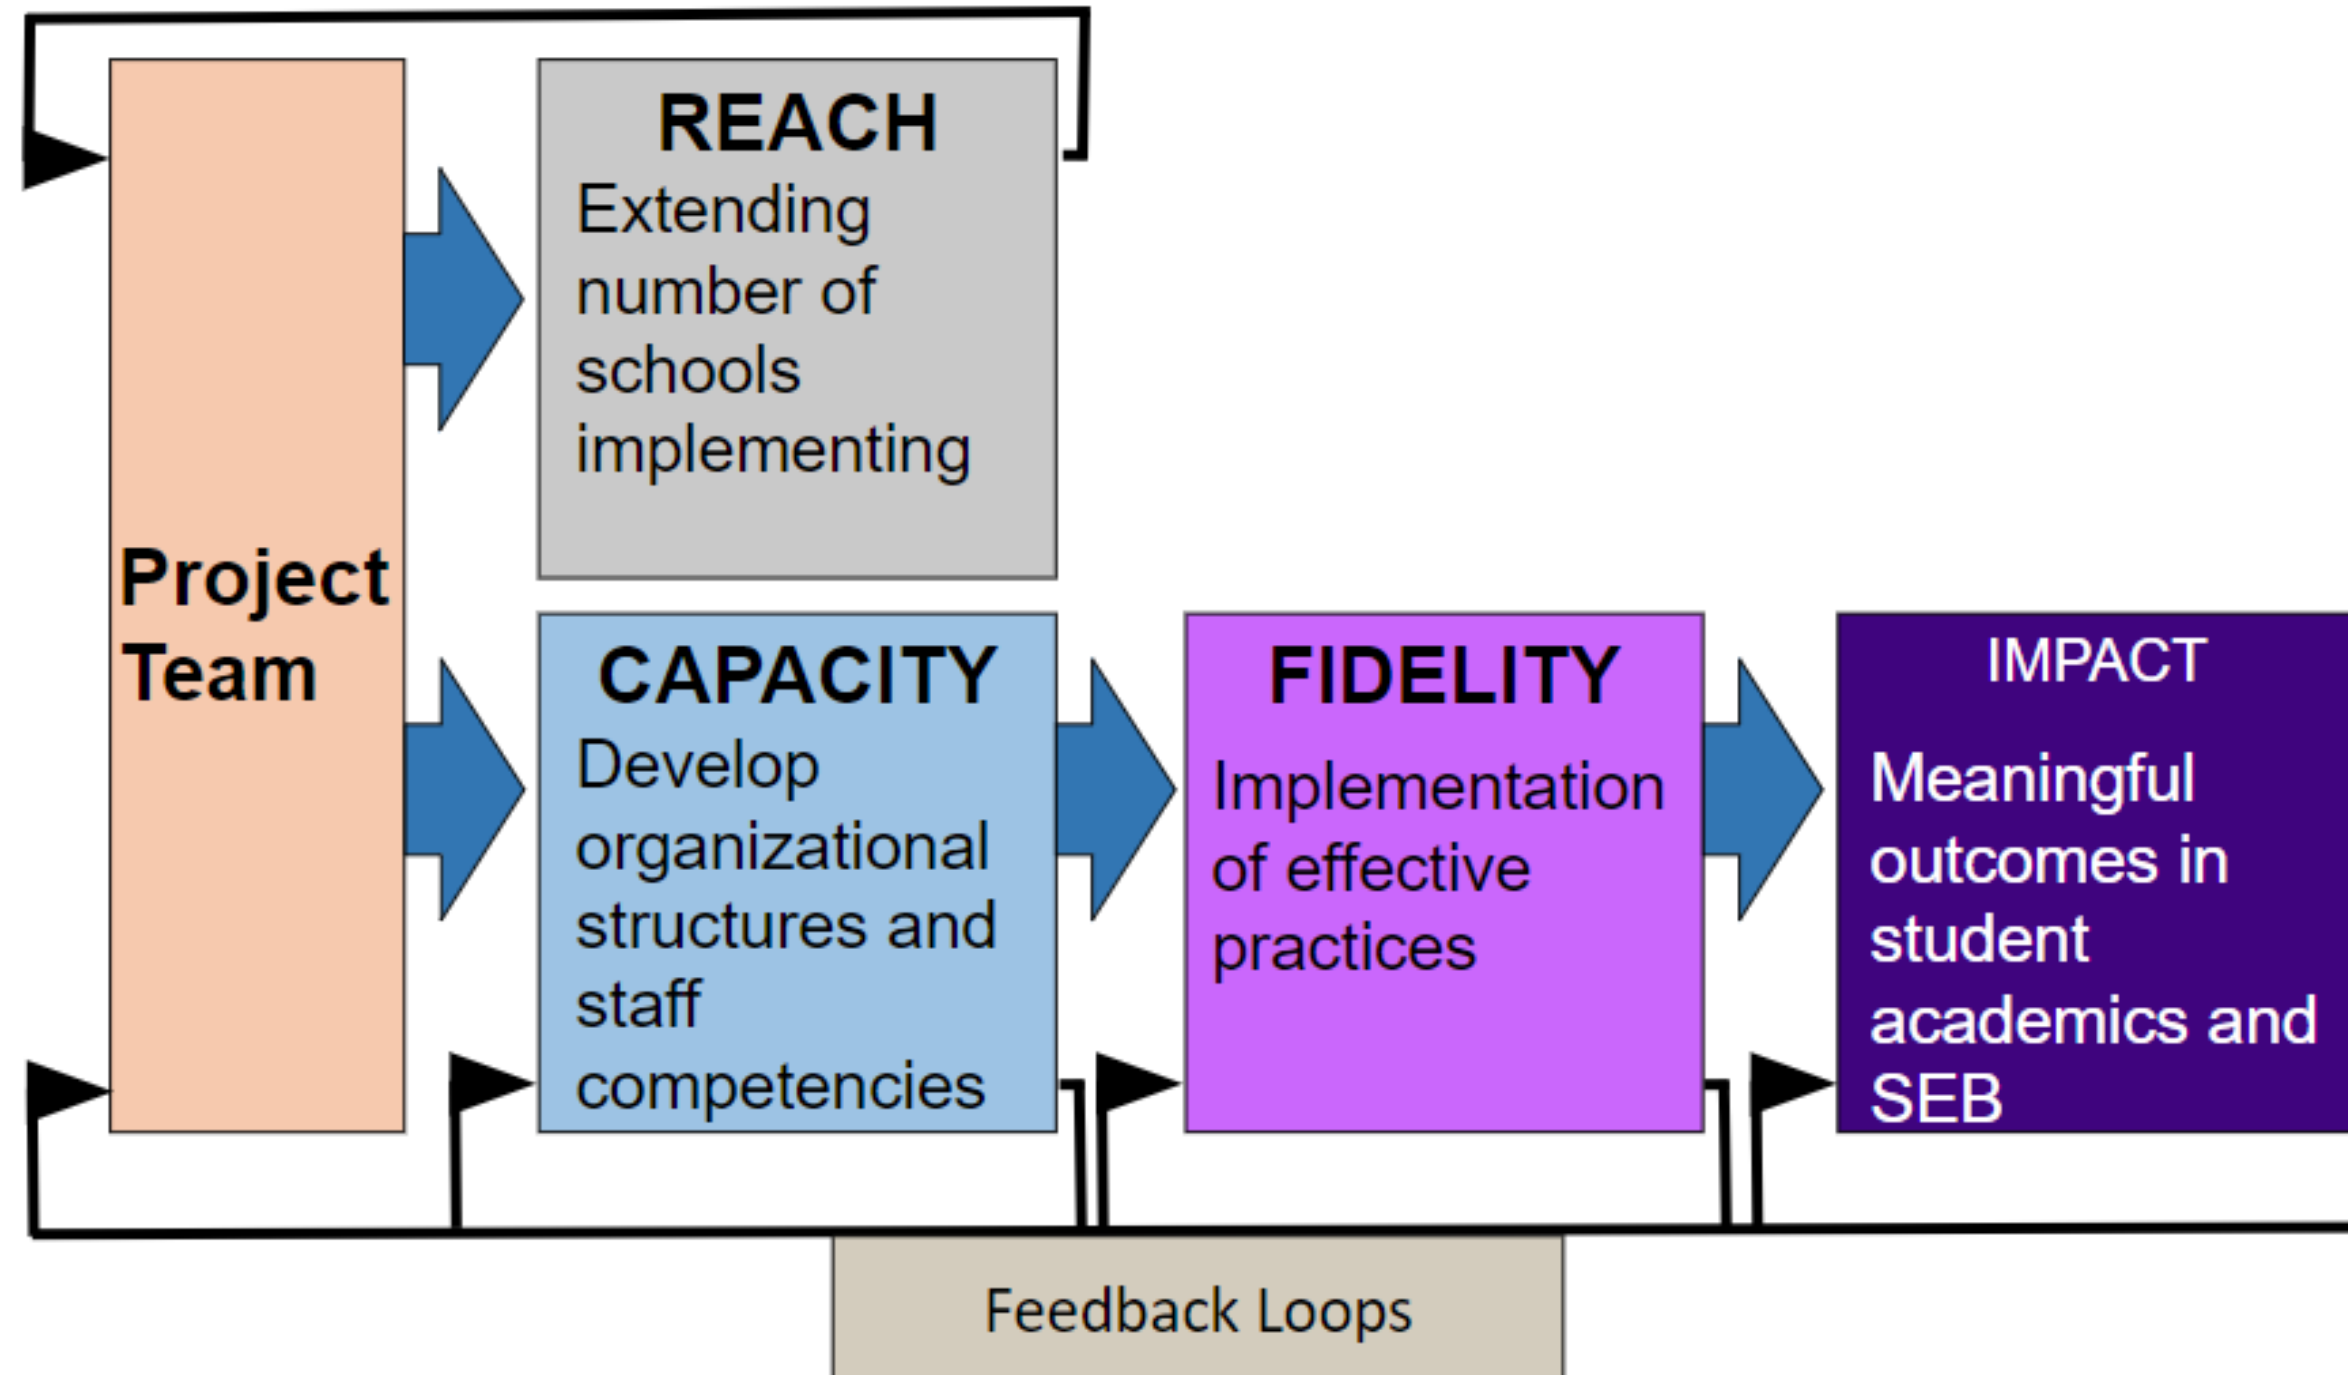 Project
Team
REACH
Extending
number of
schools
implementing
CAPACITY
Develop
organizational
structures and
staff
competencies
FIDELITY
Implementation
of effective
practices
IMPACT
Meaningful
outcomes in
student
academics and
SEB
Feedback Loops